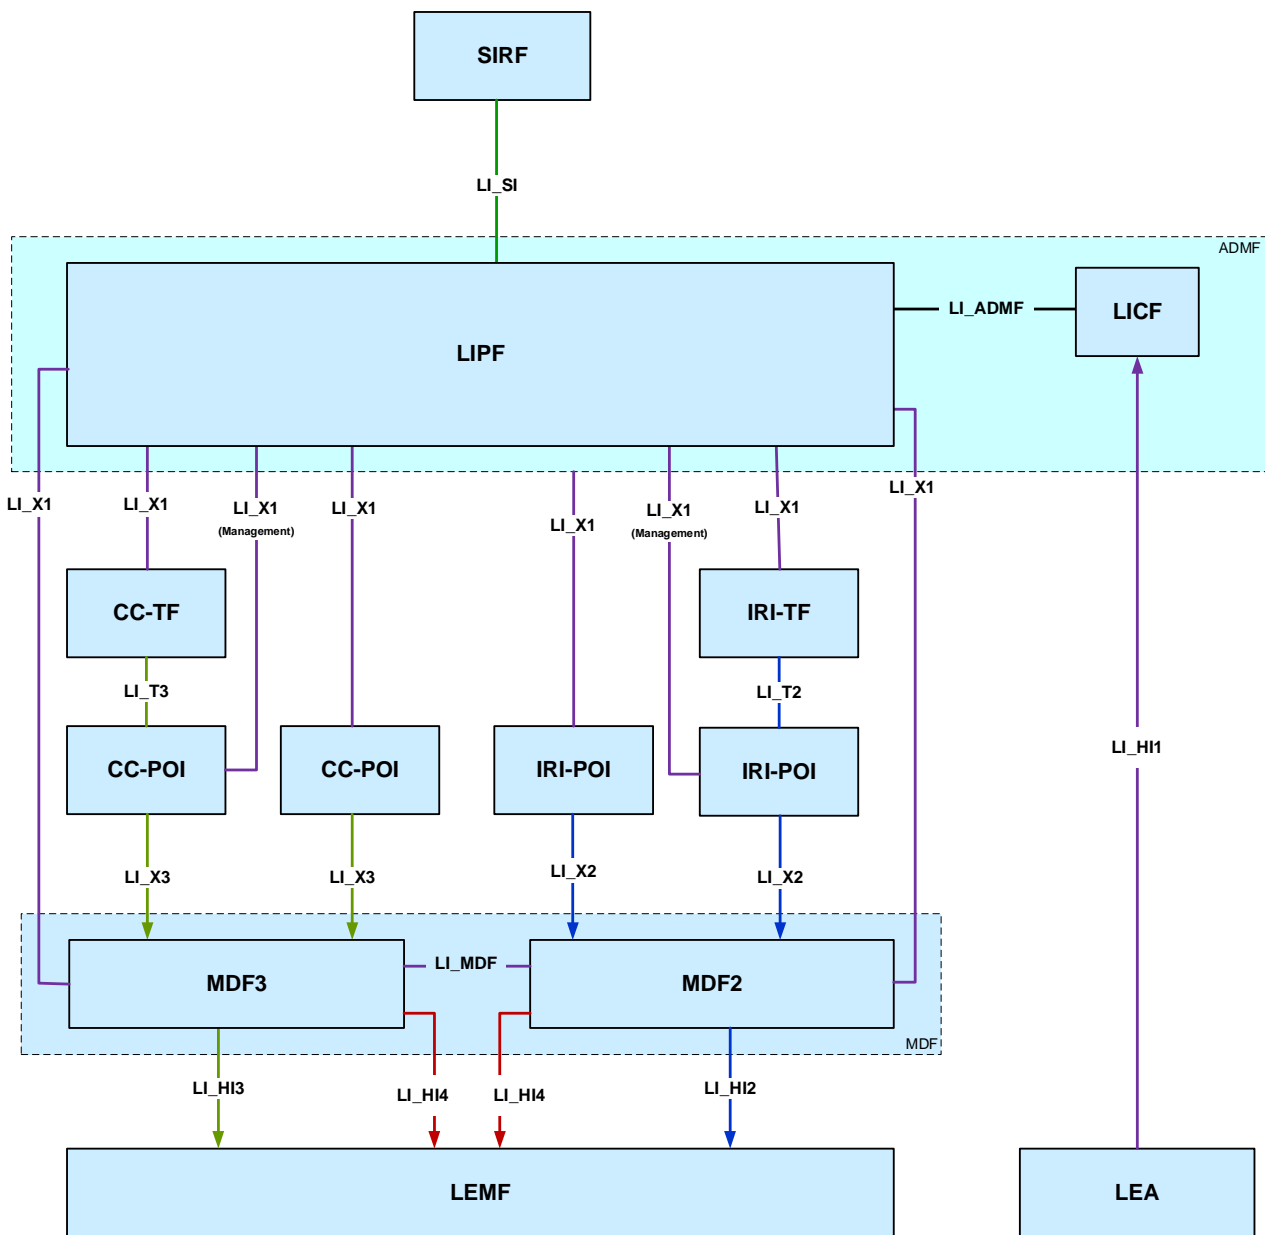 SIRF
LI_SI
ADMF
LIPF
LI_ADMF
LICF
LI_X1
LI_X1
LI_X1
(Management)
LI_X1
LI_X1
LI_X1
(Management)
LI_X1
LI_X1
CC-TF
IRI-TF
LI_T3
LI_T2
CC-POI
CC-POI
IRI-POI
IRI-POI
LI_HI1
LI_X3
LI_X3
LI_X2
LI_X2
MDF3
LI_MDF
MDF2
MDF
LI_HI3
LI_HI4
LI_HI4
LI_HI2
LEMF
LEA